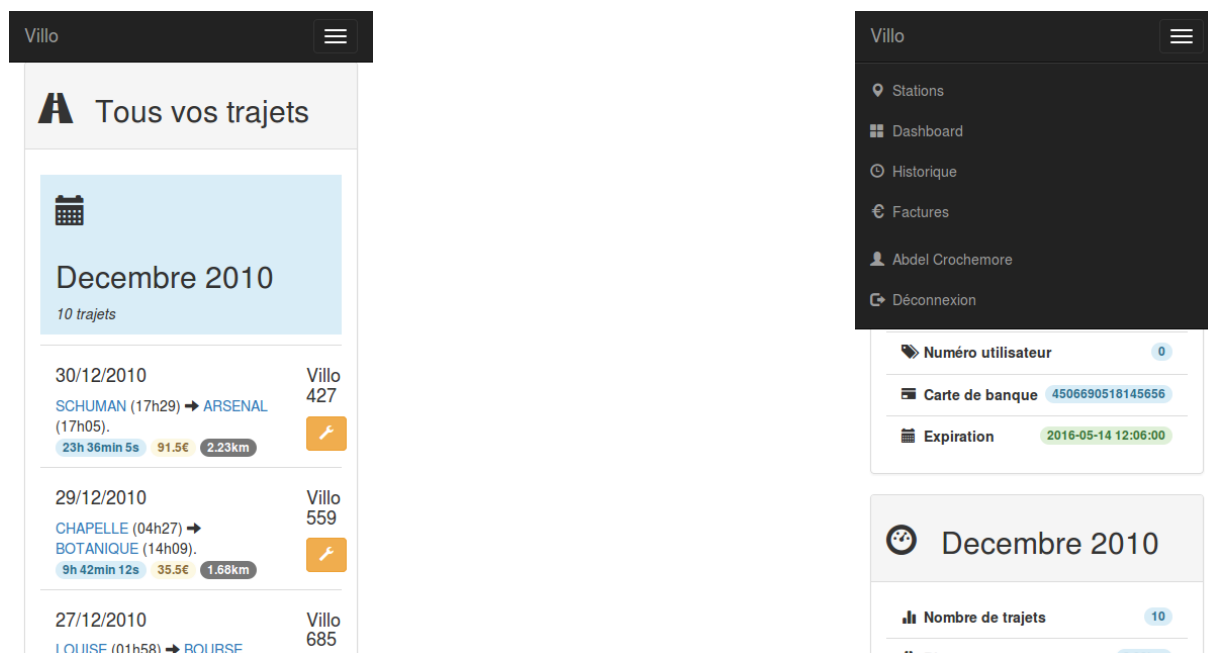 Villo
Tous vos trajets
Decembre 2010
10 trajets
30/12/2010
Villo
427
SCHUMAN (17h29) → ARSENAL
(17h05).
23h 36min 5s 91.5€ 2.23km
29/12/2010
Villo
559
CHAPELLE (04h27) →
BOTANIQUE (14h09).
9h 42min 12s 35.5€ 1.68km
27/12/2010
Villo
685
LOUISE (01h58) → BOURSE
Villo
Stations
Dashboard
Historique
€ Factures
Abdel Crochemore
Déconnexion
Numéro utilisateur 0
Carte de banque 4506690518145656
Expiration 2016-05-14 12:06:00
Decembre 2010
Nombre de trajets 10